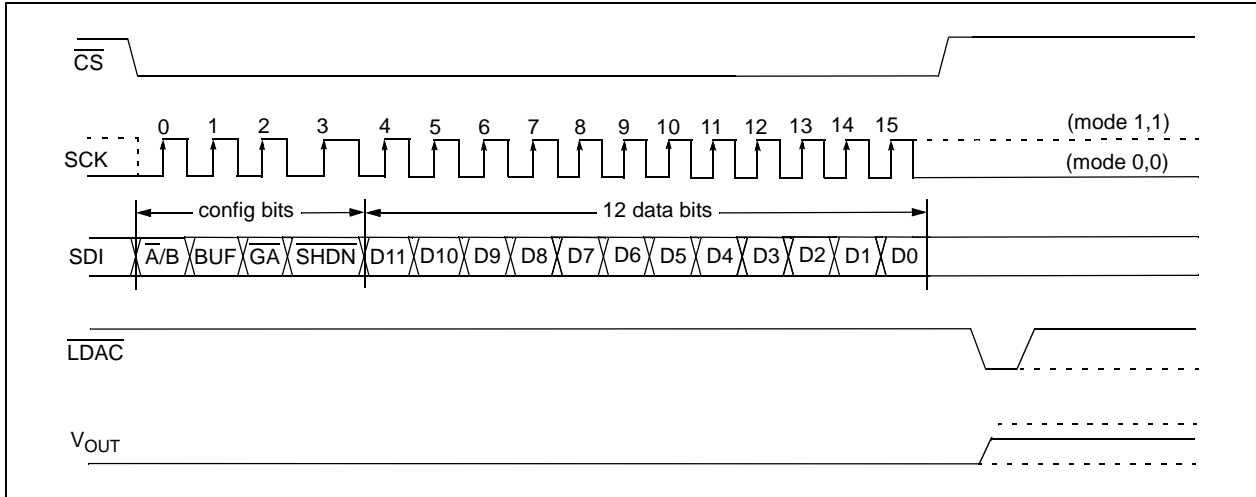 CS
0 1 2 3 4 5 6 7 8 9 10 11 12 13 14 15 (mode 1,1)
SCK (mode 0,0)
config bits 12 data bits
SDI A/B BUF GA SHDN D11 D10 D9 D8 D7 D6 D5 D4 D3 D2 D1 D0
LDAC
VOUT